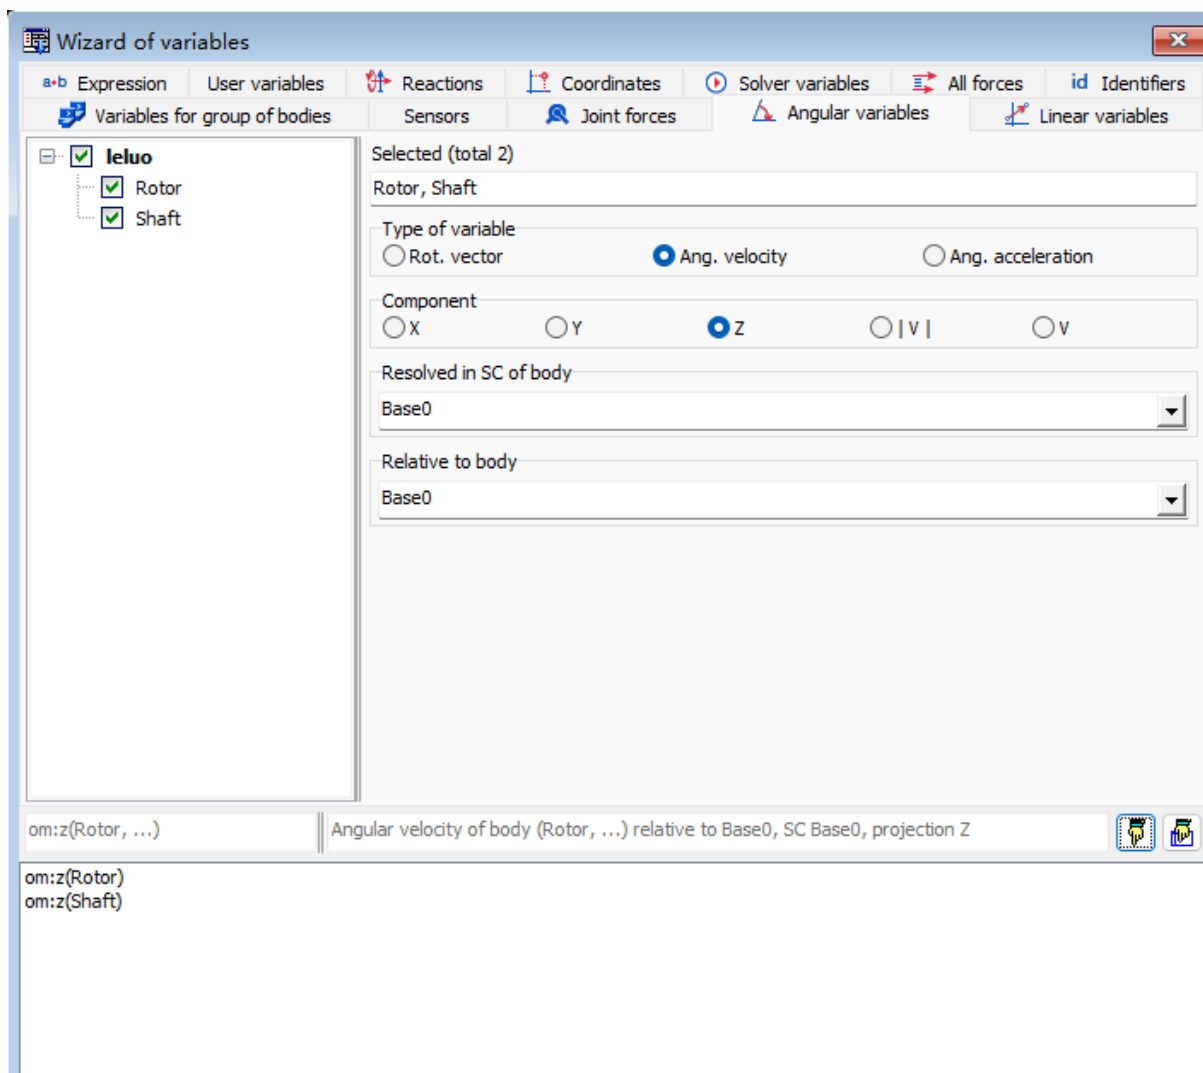 Wizard of variables
a+b Expression User variables Reactions Coordinates Solver variables All forces id Identifiers
Variables for group of bodies Sensors Joint forces Angular variables Linear variables
leluo
Rotor
Shaft
Selected (total 2)
Rotor, Shaft
Type of variable
Rot. vector Ang. velocity Ang. acceleration
Component
X Y Z | V | V
Resolved in SC of body
Base0
Relative to body
Base0
om:z(Rotor, ...) Angular velocity of body (Rotor, ...) relative to Base0, SC Base0, projection Z
om:z(Rotor)
om:z(Shaft)